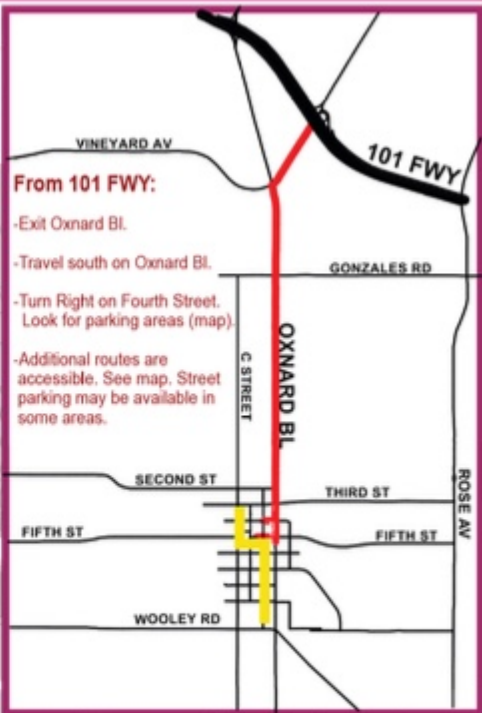 VINEYARD AV
101 FWY
From 101 FWY:
-Exit Oxnard Bl.
-Travel south on Oxnard Bl.
GONZALES RD
-Turn Right on Fourth Street.
Look for parking areas (map).
-Additional routes are
accessible. See map. Street
parking may be available in
some areas.
C STREET
OXNARD BL
ROSE AV
SECOND ST
THIRD ST
FIFTH ST
FIFTH ST
WOOLEY RD